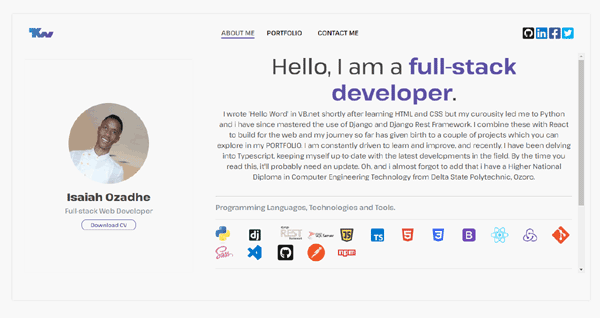 ABOUT ME PORTFOLIO CONTACT ME
Hello, I am a full-stack
developer.
I wrote 'Hello Word' in VB.net shortly after learning HTML and CSS but my curousity led me to Python
and i have since mastered the use of Django and Django Rest Framework. I combine these with React
to build for the web and my journey so far has given birth to a couple of projects which you can
explore in my PORTFOLIO. I am constantly driven to learn and improve, and recently, I have been delving
into Typescript, keeping myself up to date with the latest developments in the field. By the time you
read this, it'll probably need an update. Oh, and i almost forgot to add that i have a Higher National
Diploma in Computer Engineering Technology from Delta State Polytechnic, Ozoro.
Isaiah Ozadhe
Full-stack Web Developer
Download CV
Programming Languages, Technologies and Tools.
dj
REST
SQL Server
JS
TS
5
3
B
Sass
npm